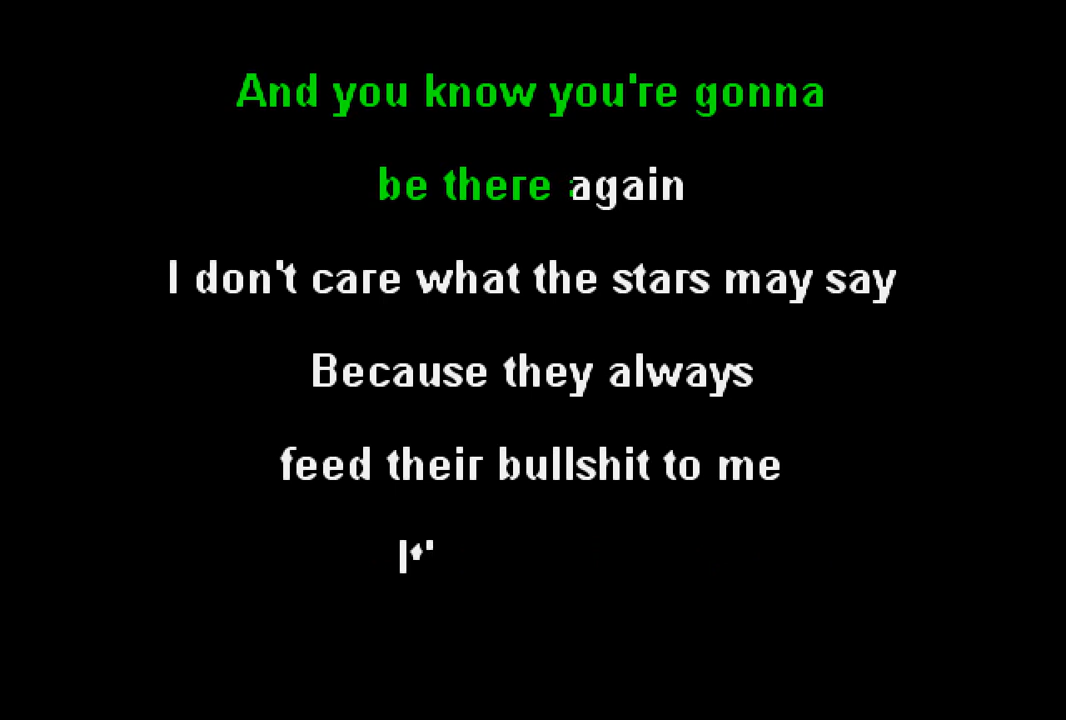 And you know you're gonna
be there again
I don't care what the stars may say
Because they always
feed their bullshit to me